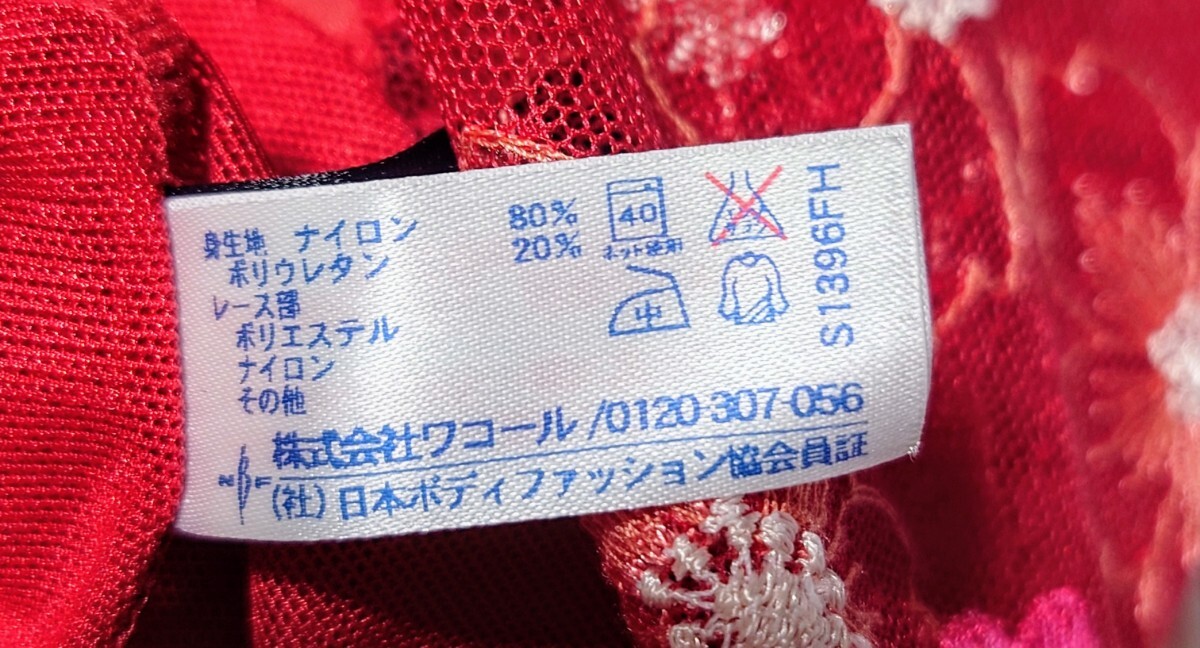 身生地 ナイロン 80%
ポリウレタン 20%
レース部
ポリエステル
ナイロン
その他
40
ネット使用
中
S1396FH
株式会社ワコール/0120-307-056
NBF
(社)日本ボディファッション協会会員証